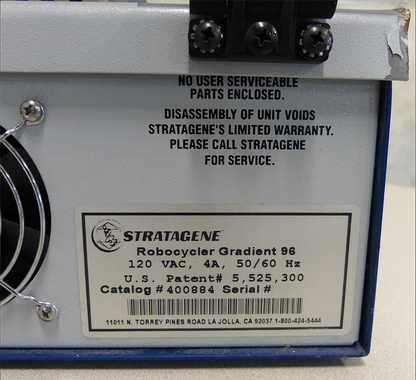 NO USER SERVICEABLE
PARTS ENCLOSED.
DISASSEMBLY OF UNIT VOIDS
STRATAGENE'S LIMITED WARRANTY.
PLEASE CALL STRATAGENE
FOR SERVICE.
STRATAGENE
Robocycler Gradient 96
120 VAC, 4A, 50/60 Hz
U.S. Patent# 5,525,300
Catalog # 400884 Serial #
11011 N. TORREY PINES ROAD LA JOLLA, CA 92037 1-800-424-5444